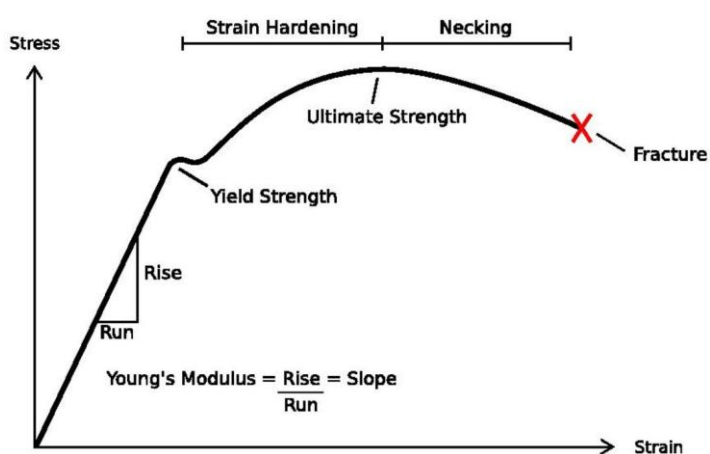 Strain Hardening
Necking
Stress
Ultimate Strength
Fracture
Yield Strength
Rise
Run
Young's Modulus = Rise = Slope
Run
Strain